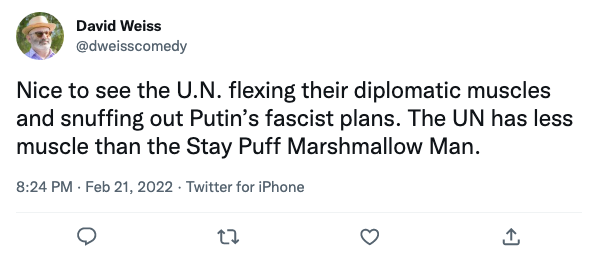 David Weiss
@dweisscomedy
Nice to see the U.N. flexing their diplomatic muscles
and snuffing out Putin’s fascist plans. The UN has less
muscle than the Stay Puff Marshmallow Man.
8:24 PM · Feb 21, 2022 · Twitter for iPhone